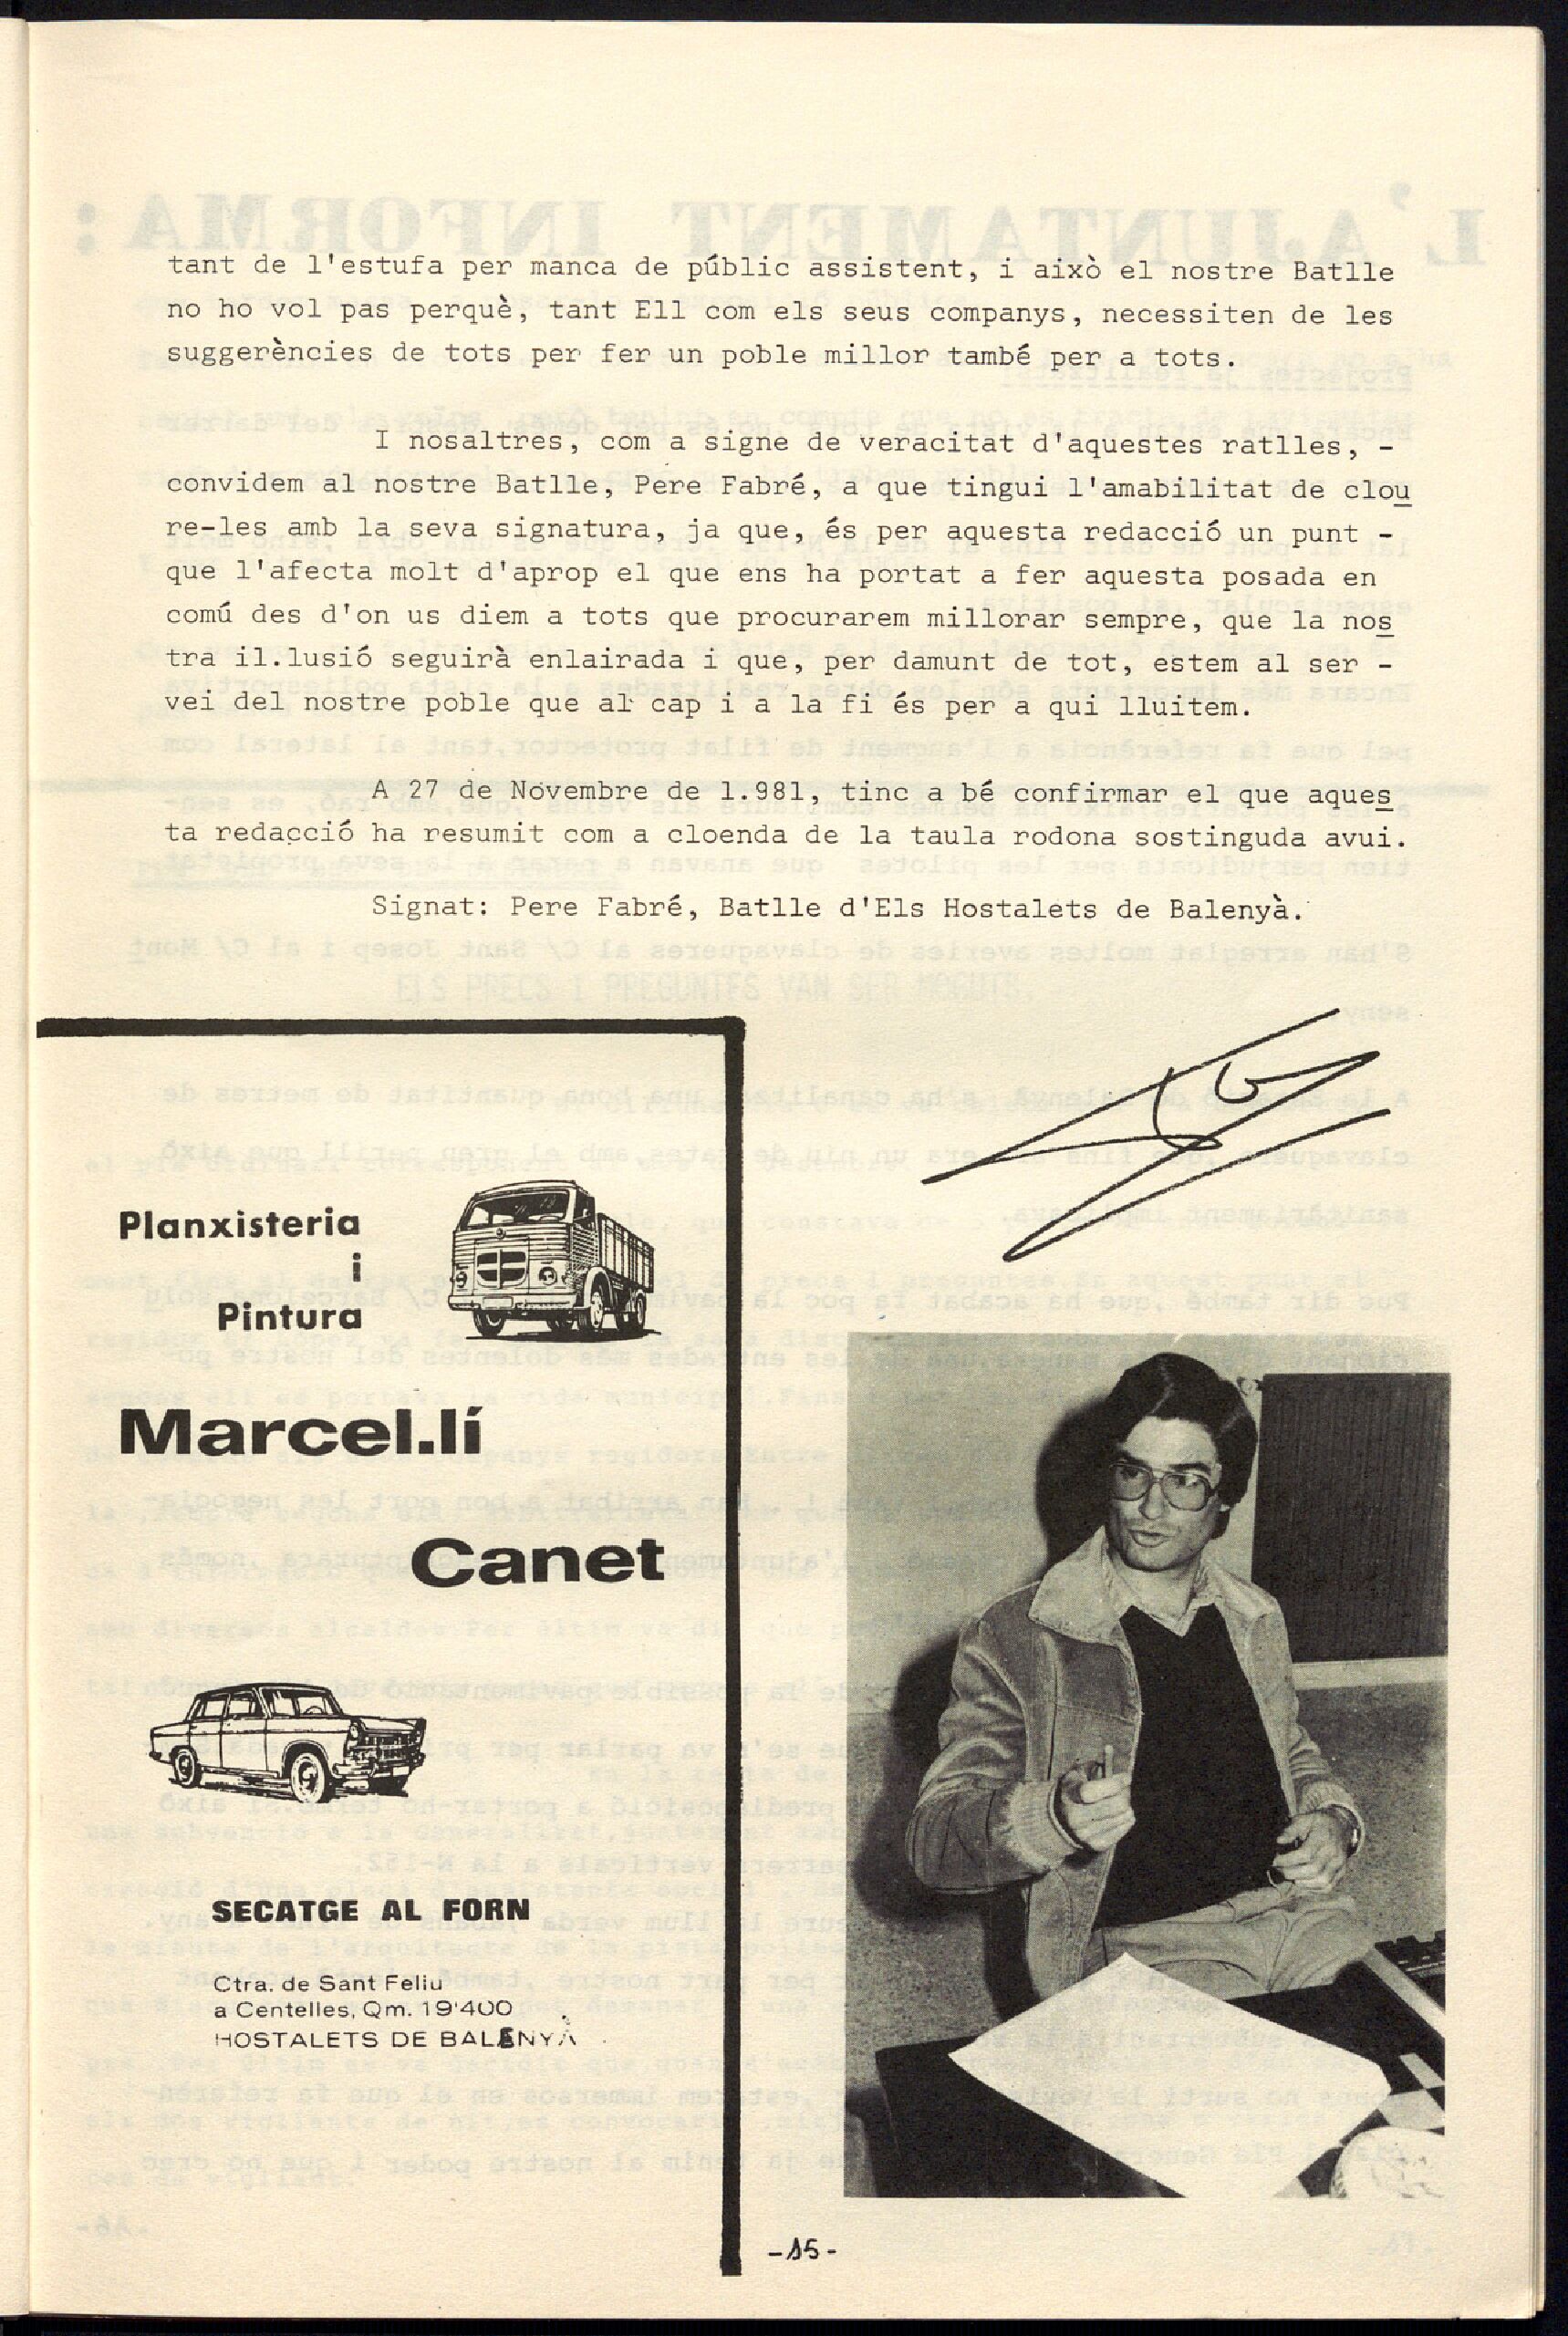 tant de l'estufa per manca de públic assistent, i això el nostre Batlle
no ho vol pas perquè, tant Ell com els seus companys, necessiten de les
suggerències de tots per fer un poble millor també per a tots.
I nosaltres, com a signe de veracitat d'aquestes ratlles, -
convidem al nostre Batlle, Pere Fabré, a que tingui l'amabilitat de clou
re-les amb la seva signatura, ja que, és per aquesta redacció un punt -
que l'afecta molt d'aprop el que ens ha portat a fer aquesta posada en
comú des d'on us diem a tots que procurarem millorar sempre, que la nos
tra il.lusió seguirà enlairada i que, per damunt de tot, estem al ser -
vei del nostre poble que al cap i a la fi és per a qui lluitem.
A 27 de Novembre de 1.981, tinc a bé confirmar el que aques
ta redacció ha resumit com a cloenda de la taula rodona sostinguda avui.
Signat: Pere Fabré, Batlle d'Els Hostalets de Balenyà.
Planxisteria
i
Pintura
Marcel.lí
Canet
SECATGE AL FORN
Ctra. de Sant Feliu
a Centelles, Qm. 19'400
HOSTALETS DE BALENYÀ
-15-